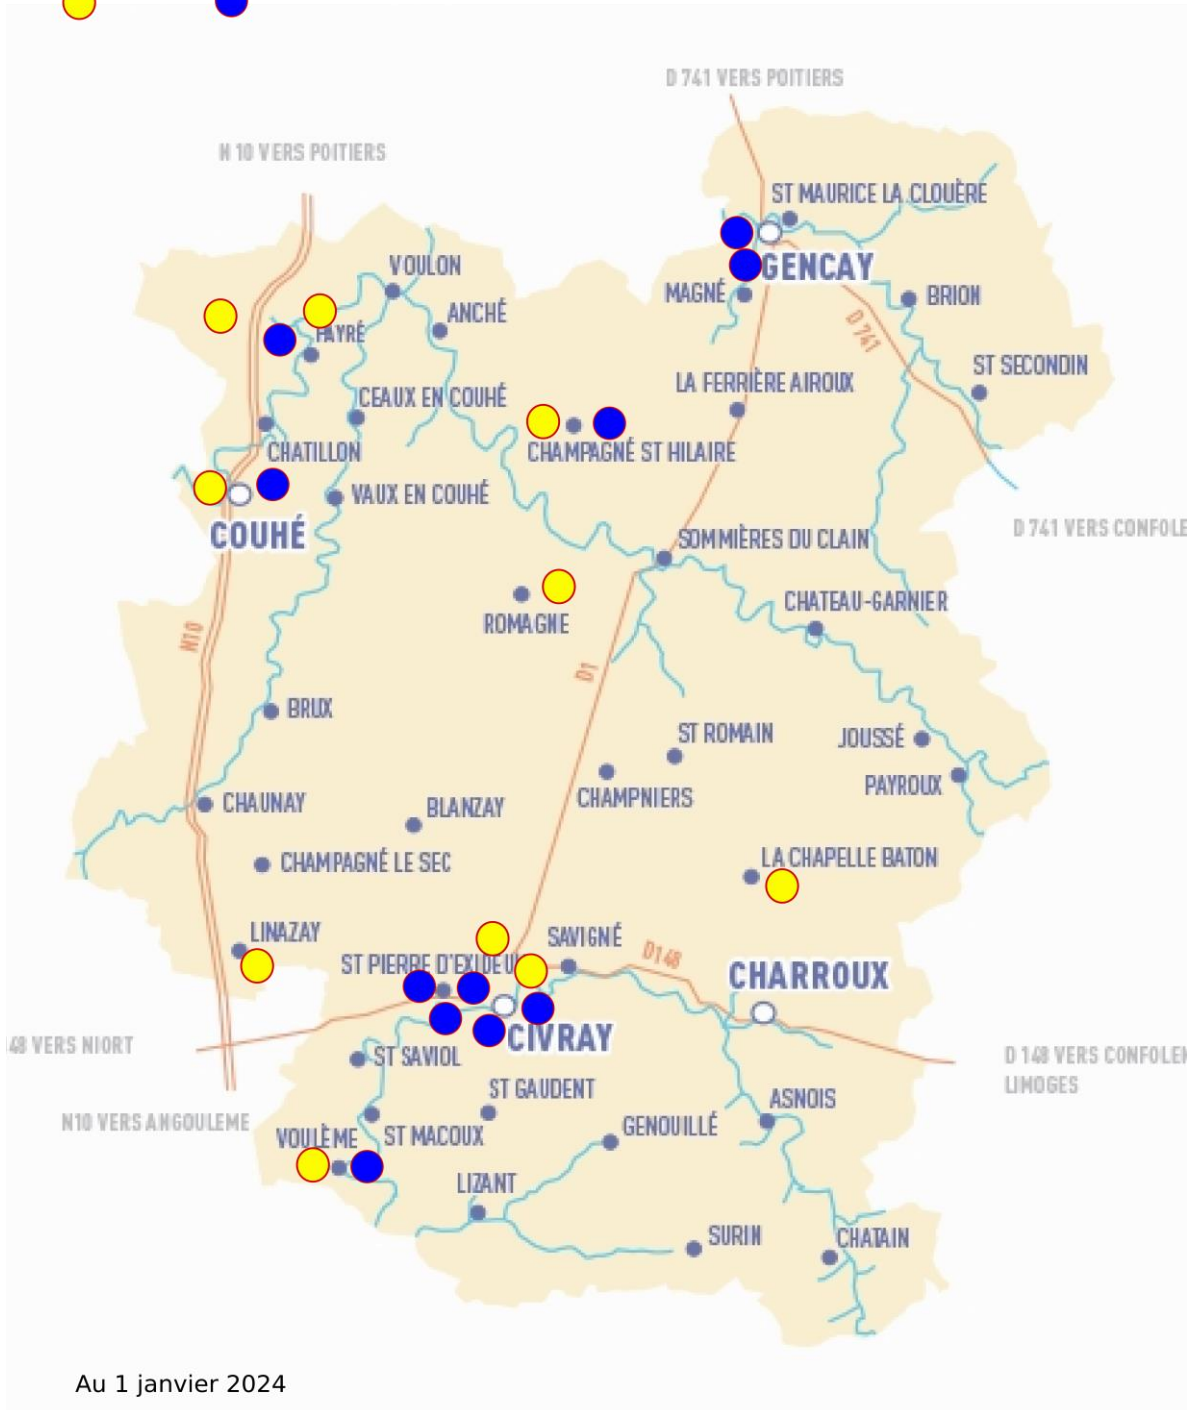 D 741 VERS POITIERS
N 10 VERS POITIERS
ST MAURICE LA CLOUÈRE
VOULON
GENCAY
MAGNÉ
BRION
ANCHÉ
PAYRÉ
D 741
ST SECONDIN
LA FERRIÈRE AIROUX
CEAUX EN COUHÉ
CHATILLON
CHAMPAGNÉ ST HILAIRE
VAUX EN COUHÉ
COUHÉ
D 741 VERS CONFOLE
SOMMIÈRES DU CLAIN
CHATEAU-GARNIER
ROMAGNE
N10
D1
BRUX
ST ROMAIN
JOUSSÉ
PAYROUX
CHAMPNIERS
CHAUNAY
BLANZAY
CHAMPAGNÉ LE SEC
LA CHAPELLE BATON
LINAZAY
SAVIGNÉ
ST PIERRE D'EXIDEUI
D148
CHARROUX
CIVRAY
48 VERS NIORT
ST SAVIOL
D 148 VERS CONFOLE
LIMOGES
ST GAUDENT
ASNOIS
N10 VERS ANGOULEME
GENOUILLÉ
VOULÈME
ST MACOUX
LIZANT
SURIN
CHATAIN
Au 1 janvier 2024